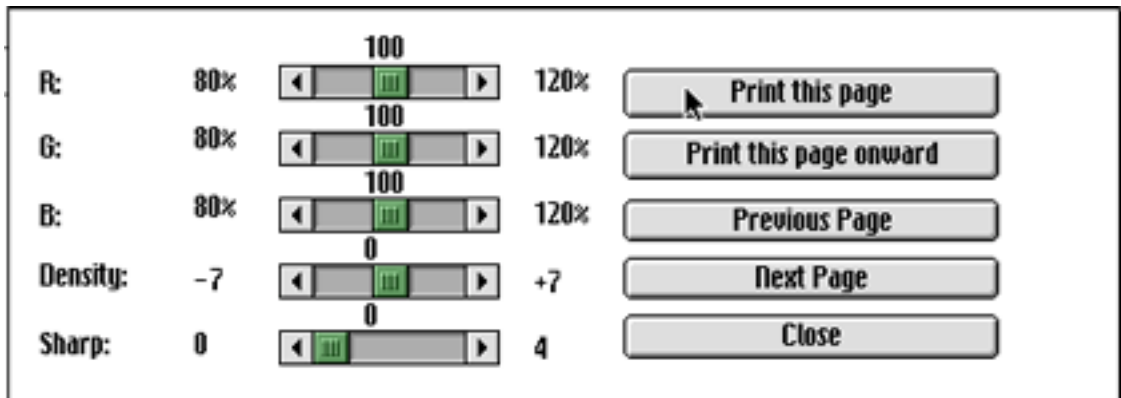 100
R: 80% 120% Print this page
100
G: 80% 120% Print this page onward
100
B: 80% 120% Previous Page
0
Density: -7 +7 Next Page
0
Sharp: 0 4 Close